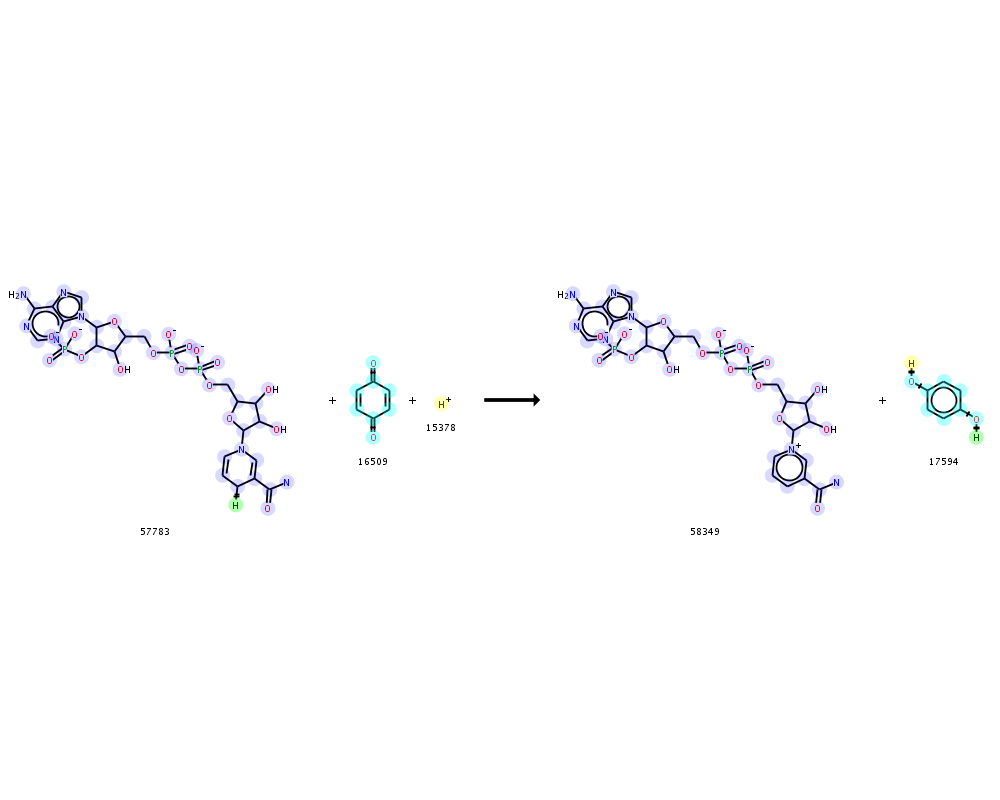 H₂N N N N N O⁻ O⁻ P O O O OH O P O⁻ O O P O⁻ O O O OH OH N H O N
+
O O
16509
+
H⁺
15378
57783
H₂N N N N N O⁻ O⁻ P O O O OH O P O⁻ O O P O⁻ O O O OH OH N⁺ O N
58349
+
H O O H
17594